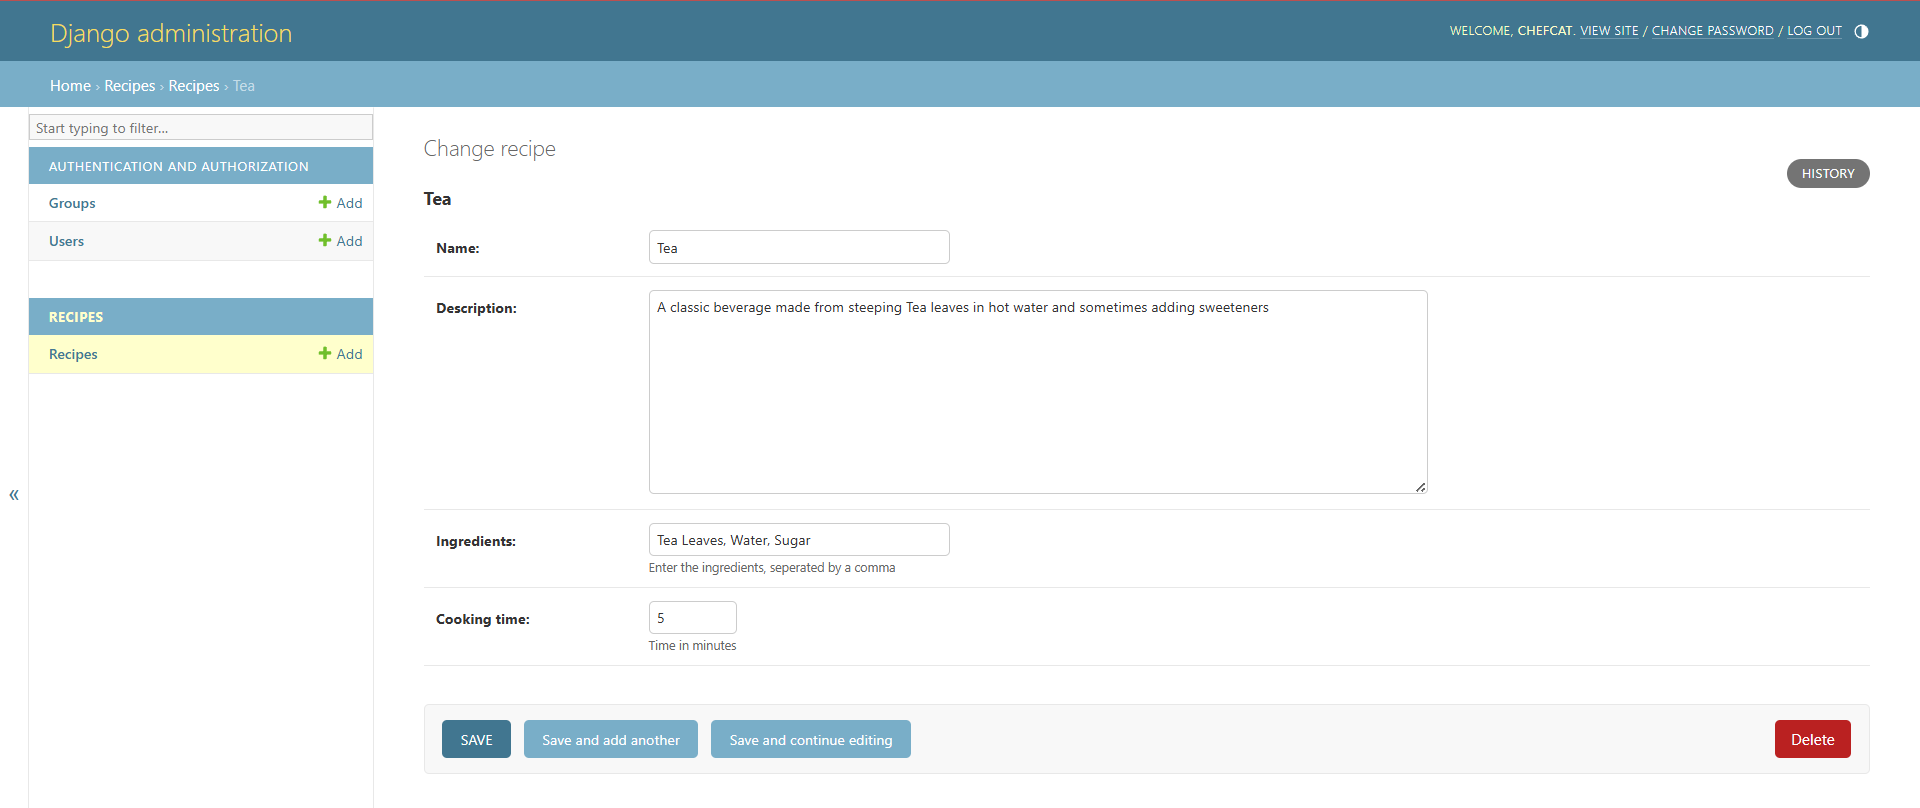 Django administration
WELCOME, CHEFCAT. VIEW SITE / CHANGE PASSWORD / LOG OUT
Home › Recipes › Recipes › Tea
Start typing to filter...
AUTHENTICATION AND AUTHORIZATION
Groups + Add
Users + Add
RECIPES
Recipes + Add
«
Change recipe
HISTORY
Tea
Name: Tea
Description: A classic beverage made from steeping Tea leaves in hot water and sometimes adding sweeteners
Ingredients: Tea Leaves, Water, Sugar
Enter the ingredients, seperated by a comma
Cooking time: 5
Time in minutes
SAVE Save and add another Save and continue editing Delete